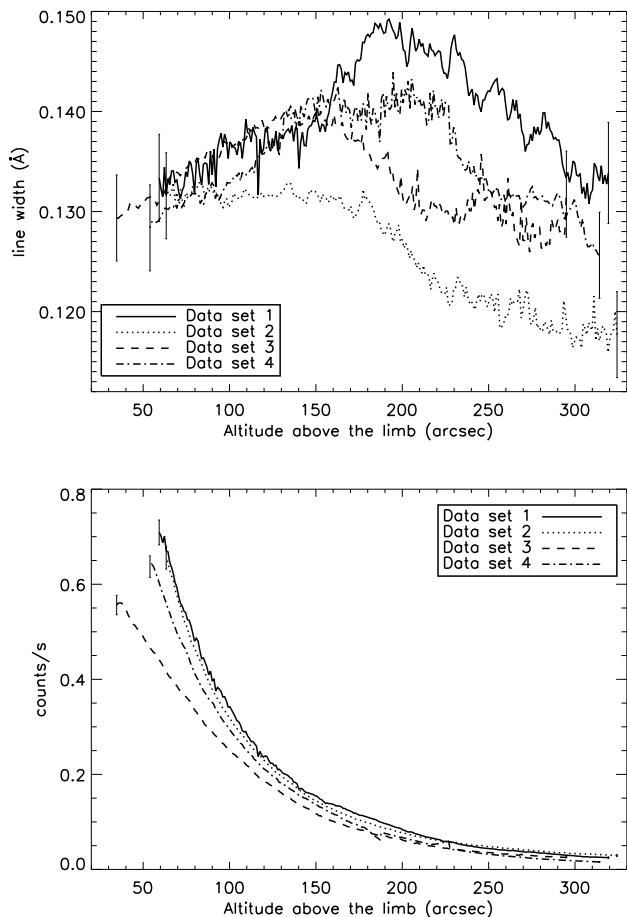 0.150
0.140
0.130
0.120
line width (Å)
Data set 1
Data set 2
Data set 3
Data set 4
50 100 150 200 250 300
Altitude above the limb (arcsec)
0.8
0.6
0.4
0.2
0.0
counts/s
Data set 1
Data set 2
Data set 3
Data set 4
50 100 150 200 250 300
Altitude above the limb (arcsec)